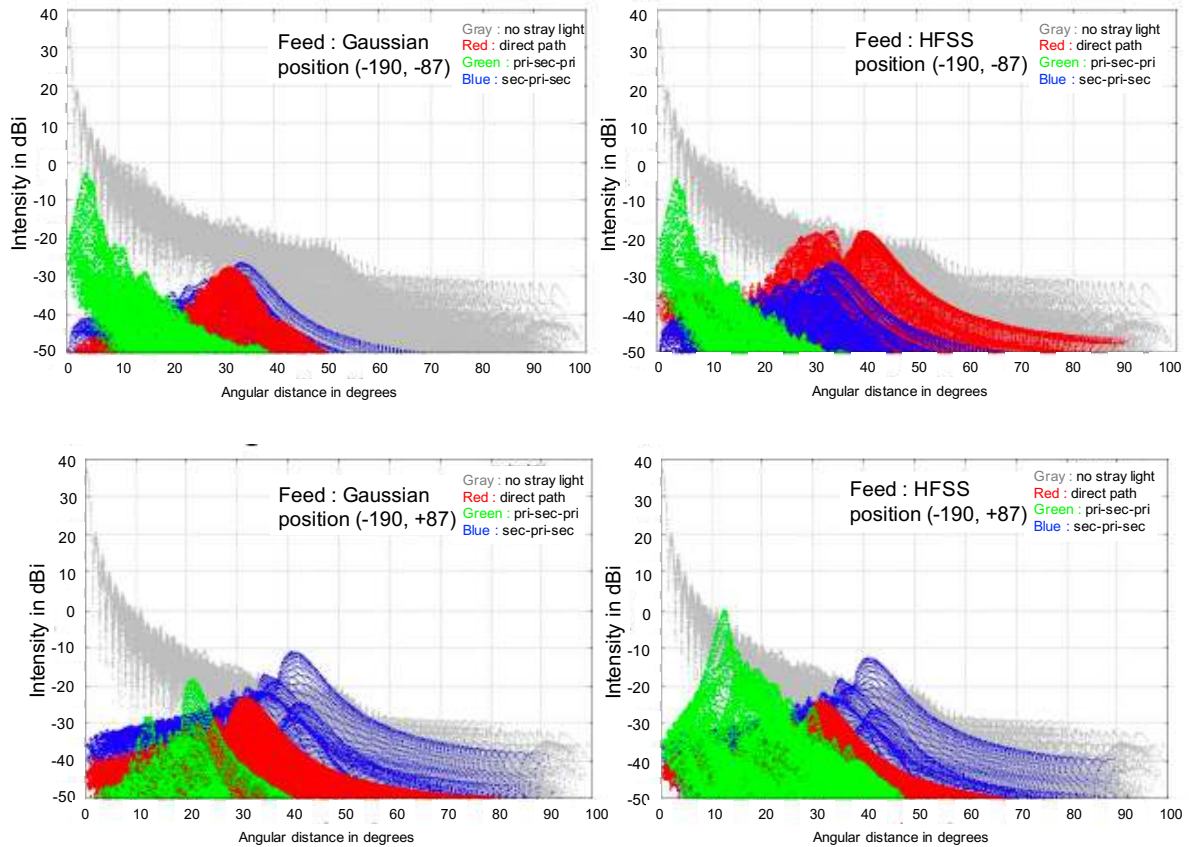 Feed : Gaussian
position (-190, -87)
Gray : no stray light
Red : direct path
Green : pri-sec-pri
Blue : sec-pri-sec
Intensity in dBi
40
30
20
10
0
-10
-20
-30
-40
-50
0 10 20 30 40 50 60 70 80 90 100
Angular distance in degrees
Feed : HFSS
position (-190, -87)
Gray : no stray light
Red : direct path
Green : pri-sec-pri
Blue : sec-pri-sec
Intensity in dBi
40
30
20
10
0
-10
-20
-30
-40
-50
0 10 20 30 40 50 60 70 80 90 100
Angular distance in degrees
Feed : Gaussian
position (-190, +87)
Gray : no stray light
Red : direct path
Green : pri-sec-pri
Blue : sec-pri-sec
Intensity in dBi
40
30
20
10
0
-10
-20
-30
-40
-50
0 10 20 30 40 50 60 70 80 90 100
Angular distance in degrees
Feed : HFSS
position (-190, +87)
Gray : no stray light
Red : direct path
Green : pri-sec-pri
Blue : sec-pri-sec
Intensity in dBi
40
30
20
10
0
-10
-20
-30
-40
-50
0 10 20 30 40 50 60 70 80 90 100
Angular distance in degrees